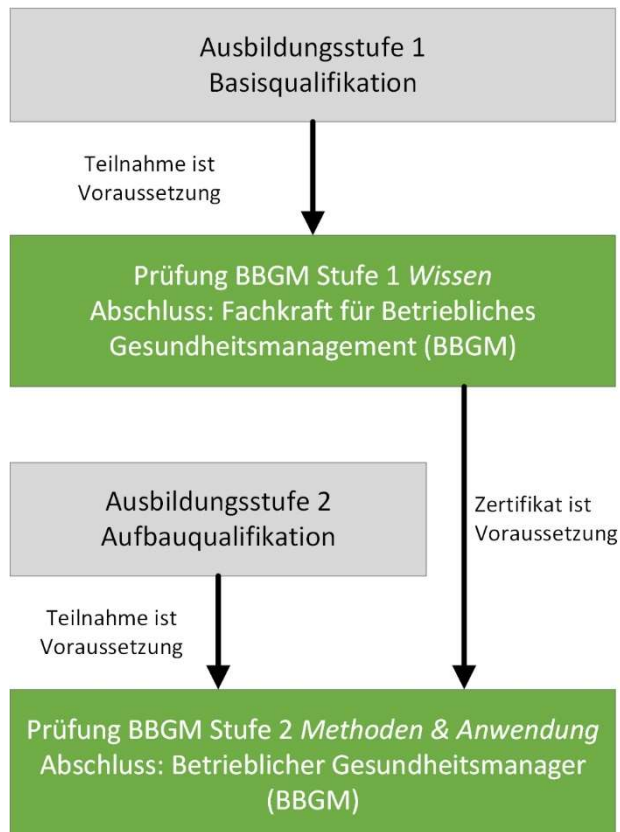 Ausbildungsstufe 1
Basisqualifikation
Teilnahme ist
Voraussetzung
Prüfung BBGM Stufe 1 Wissen
Abschluss: Fachkraft für Betriebliches
Gesundheitsmanagement (BBGM)
Ausbildungsstufe 2
Aufbauqualifikation
Zertifikat ist
Voraussetzung
Teilnahme ist
Voraussetzung
Prüfung BBGM Stufe 2 Methoden & Anwendung
Abschluss: Betrieblicher Gesundheitsmanager
(BBGM)